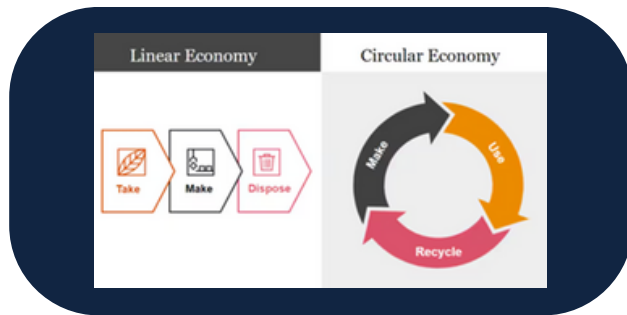 Linear Economy
Circular Economy
Take
Make
Dispose
Make
Use
Recycle